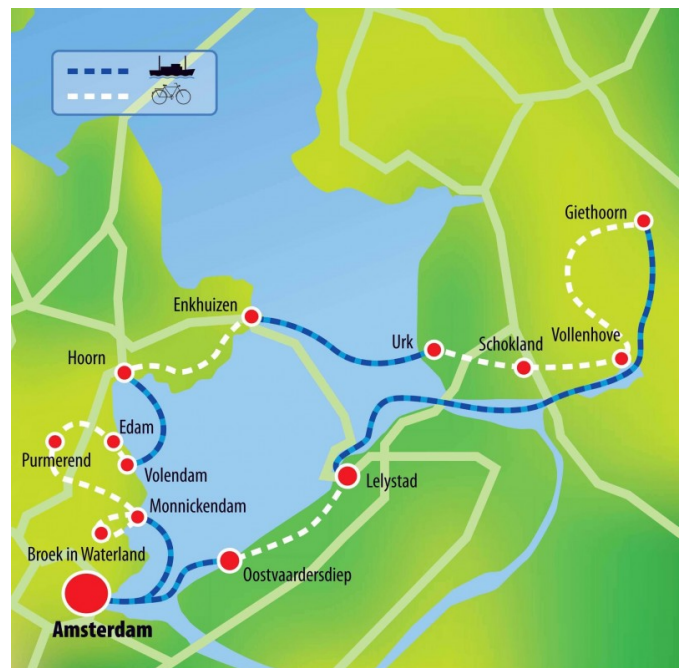 Giethoorn
Enkhuizen
Urk
Schokland
Vollenhove
Hoorn
Edam
Purmerend
Volendam
Lelystad
Monnickendam
Broek in Waterland
Oostvaardersdiep
Amsterdam